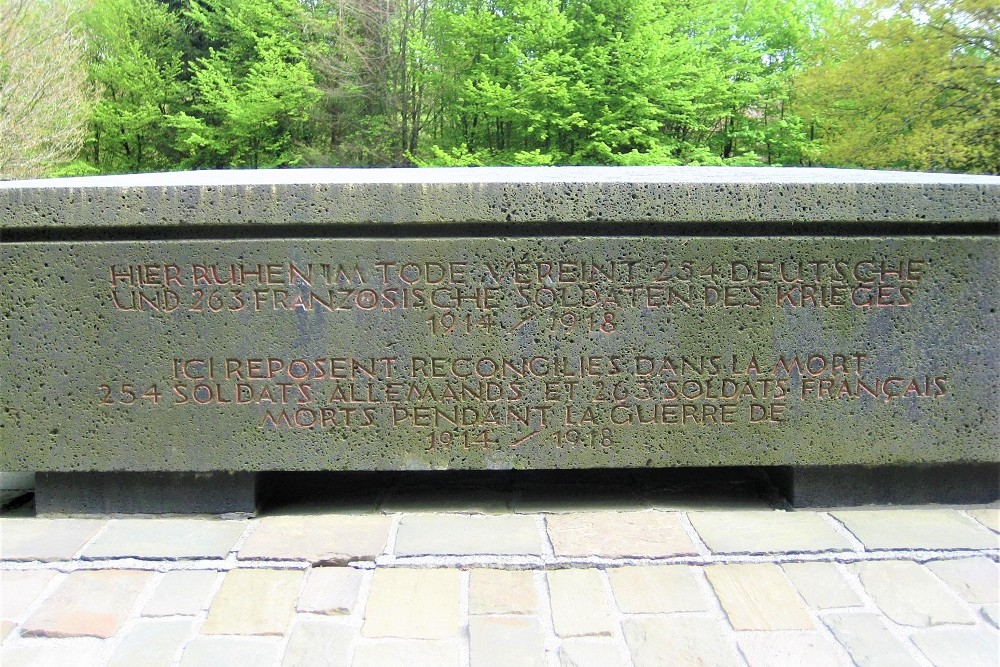 HIER RUHEN IM TODE VEREINT 254 DEUTSCHE
UND 263 FRANZÖSISCHE SOLDATEN DES KRIEGES
1914 / 1918
ICI REPOSENT RECONCILIES DANS LA MORT
254 SOLDATS ALLEMANDS ET 263 SOLDATS FRANÇAIS
MORTS PENDANT LA GUERRE DE
1914 / 1918